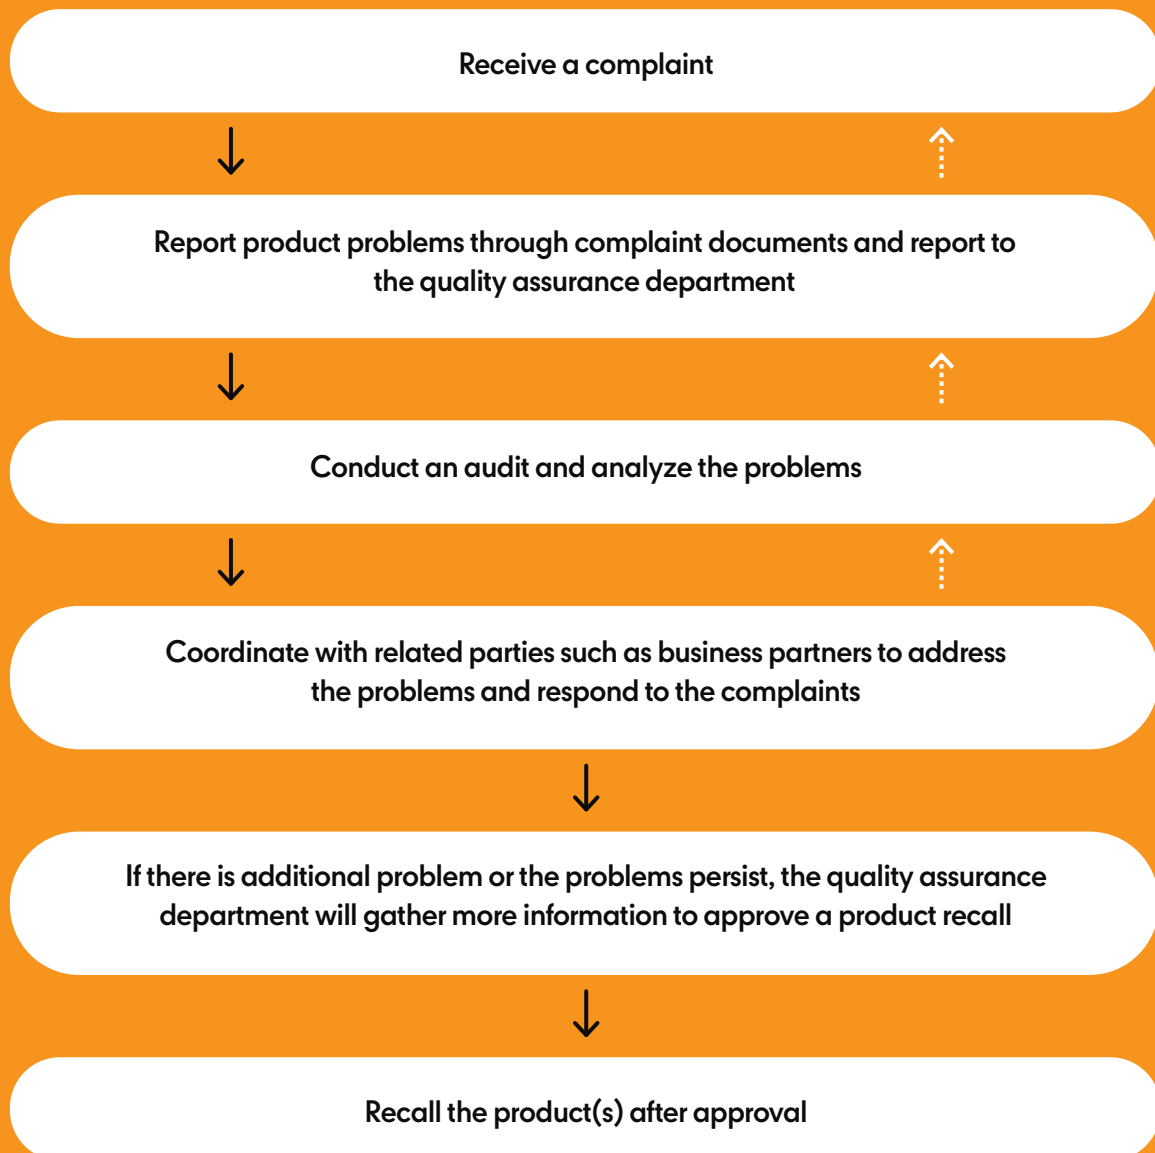 Receive a complaint
Report product problems through complaint documents and report to
the quality assurance department
Conduct an audit and analyze the problems
Coordinate with related parties such as business partners to address
the problems and respond to the complaints
If there is additional problem or the problems persist, the quality assurance
department will gather more information to approve a product recall
Recall the product(s) after approval